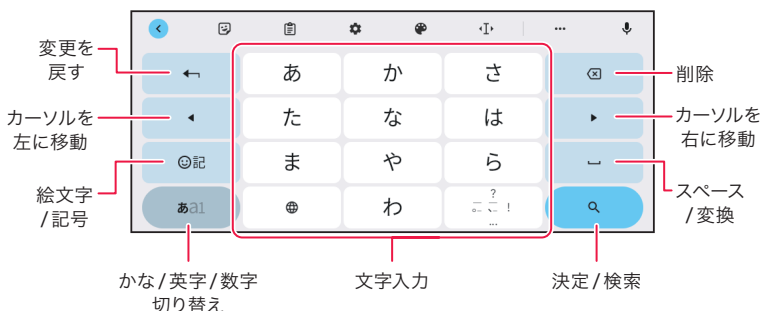 変更を
戻す
カーソルを
左に移動
絵文字
/記号
あ
か
さ
た
な
は
☺記
ま
や
ら
あa1
わ
。、?!…
削除
カーソルを
右に移動
スペース
/変換
かな/英字/数字
切り替え
文字入力
決定/検索